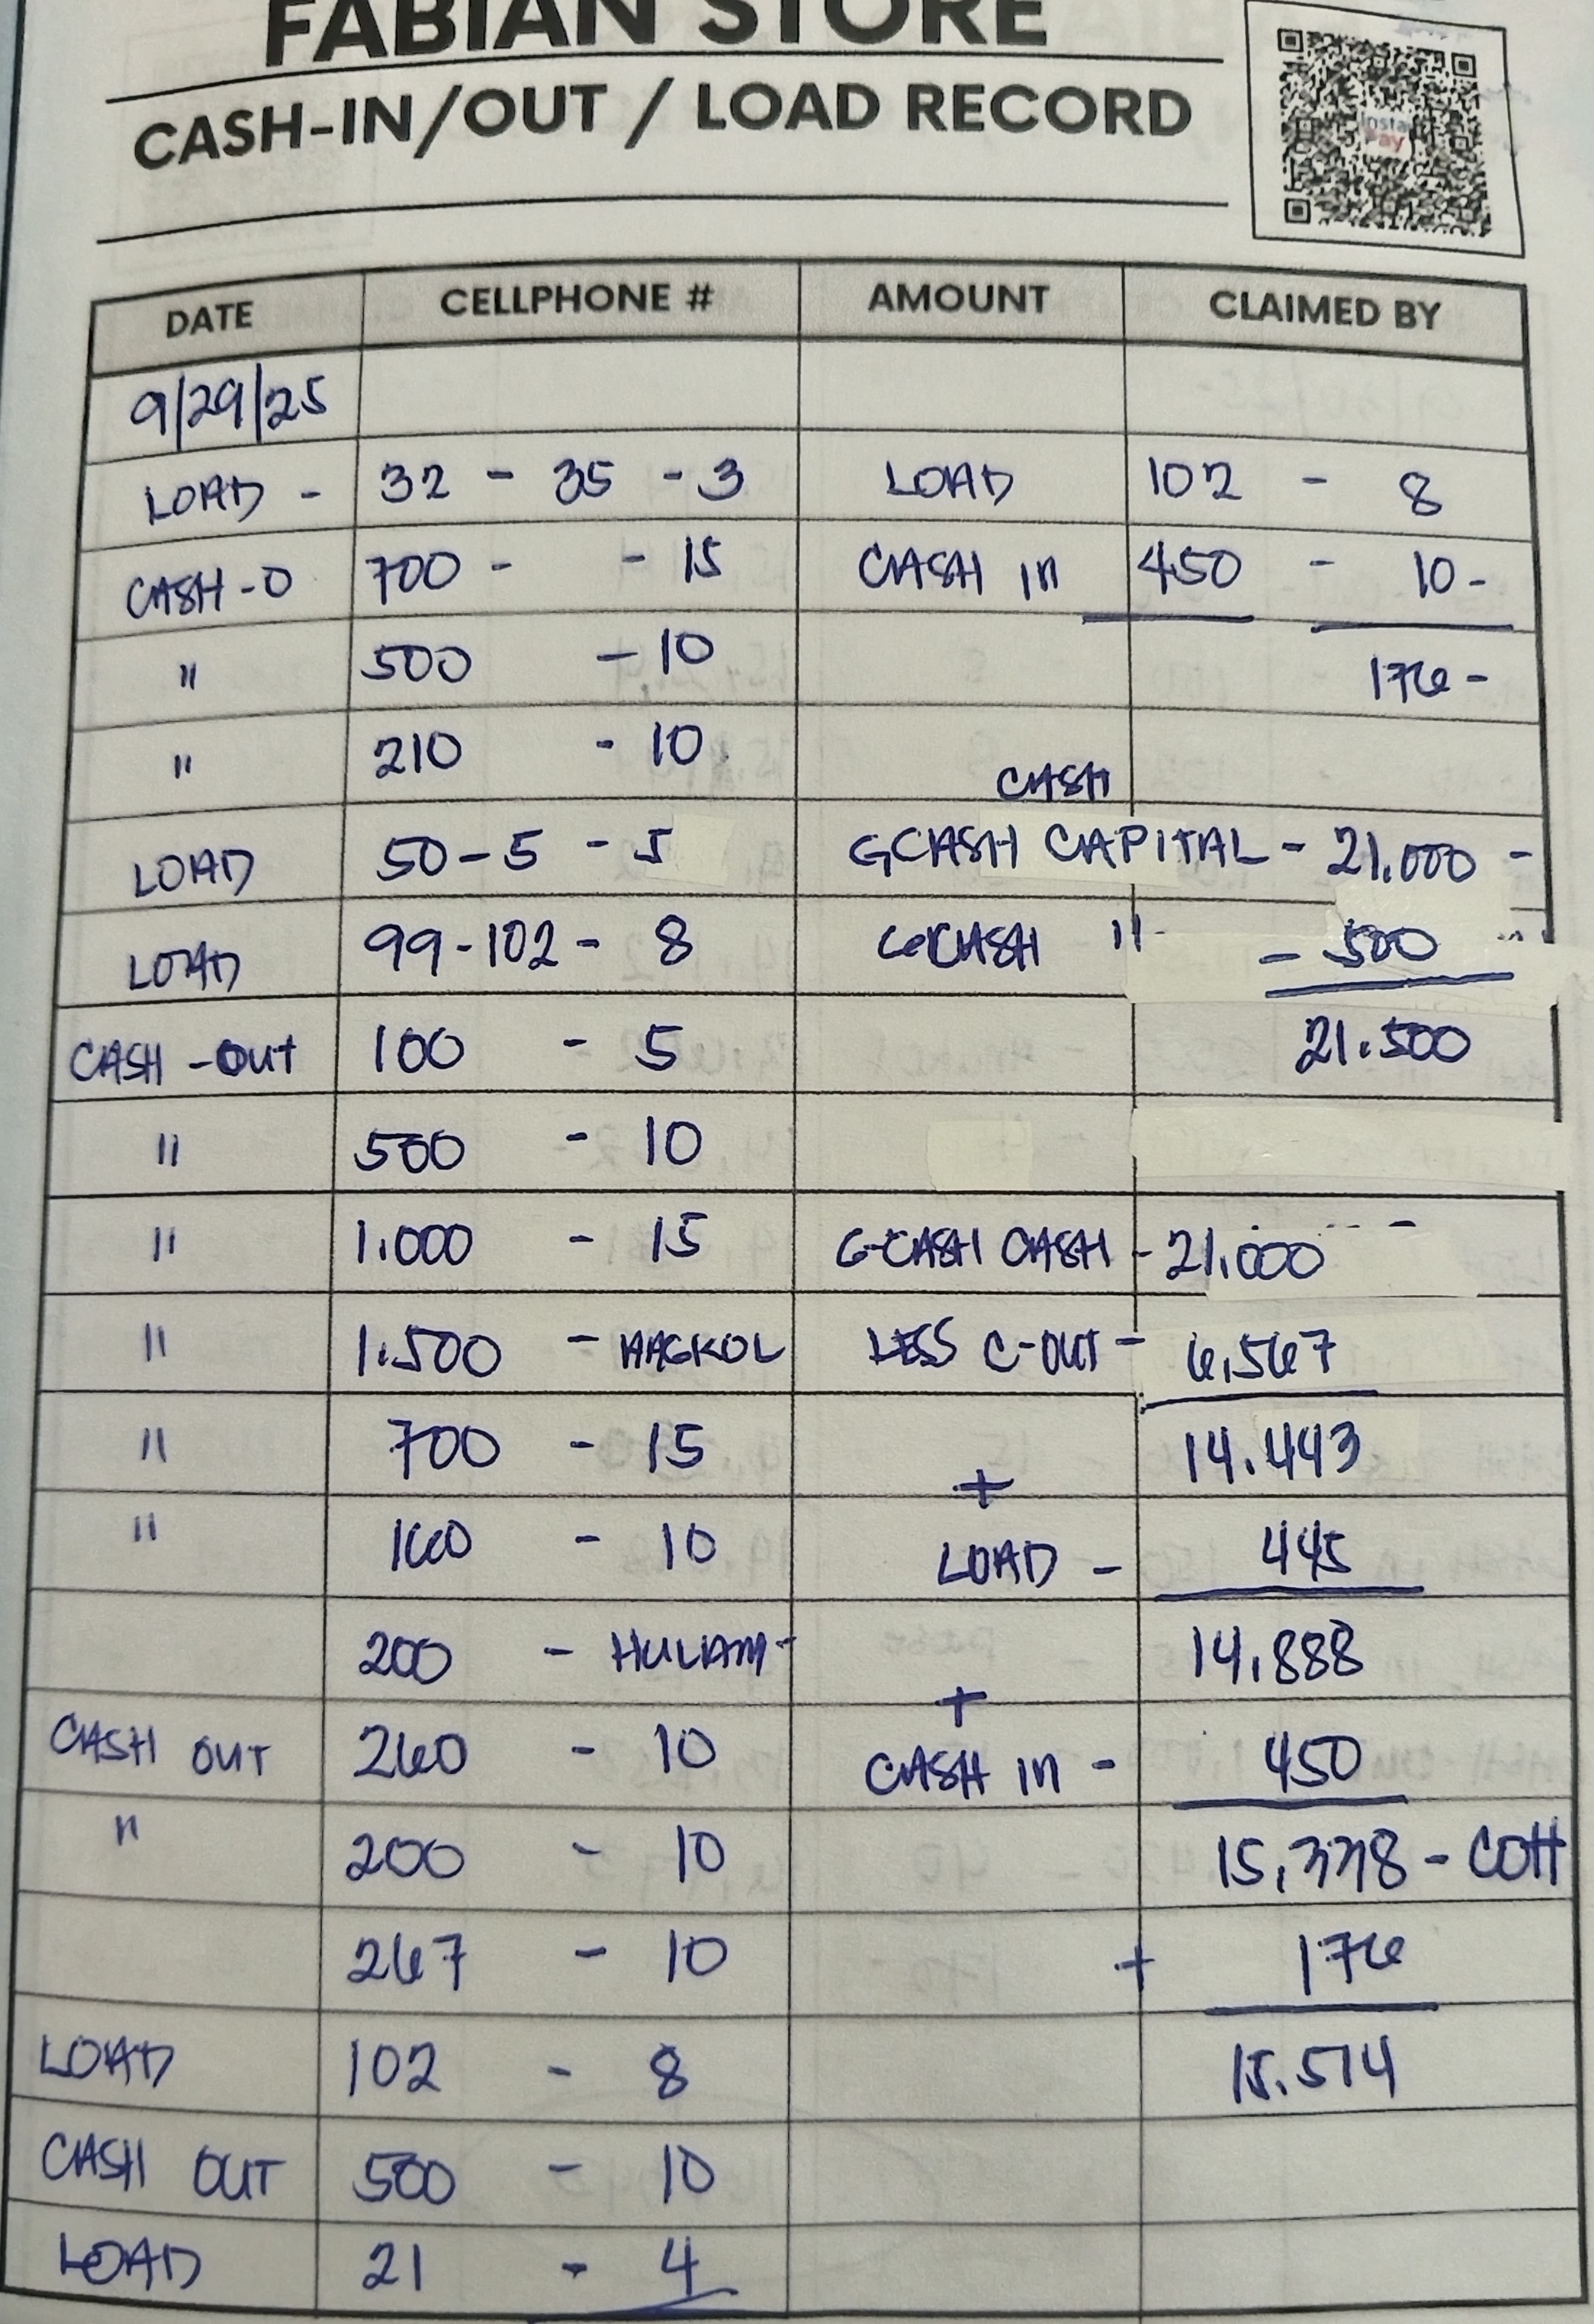 FABIAN STORE
CASH-IN/OUT / LOAD RECORD
Insta
Pay
DATE CELLPHONE # AMOUNT CLAIMED BY
9/29/25
LOAD - 32 - 35 - 3 LOAD 102 - 8
CASH-O 700 - - 15 CASH IN 450 - 10 -
" 500 - 10 176 -
" 210 - 10
CASH
LOAD 50-5 - 5 GCASH CAPITAL - 21.000 -
LOAD 99-102 - 8 GCASH " - 500
CASH -OUT 100 - 5 21.500
" 500 - 10
" 1.000 - 15 G-CASH CASH - 21.000
" 1.500 - LESS C-OUT - 6,567
" 700 - 15 14.443
" 160 - 10 + LOAD - 445
200 - HULAM - 14,888
CASH OUT 260 - 10 + CASH IN - 450
" 200 - 10 15,338 - COH
267 - 10 + 176
LOAD 102 - 8 15.514
CASH OUT 500 - 10
LOAD 21 - 4